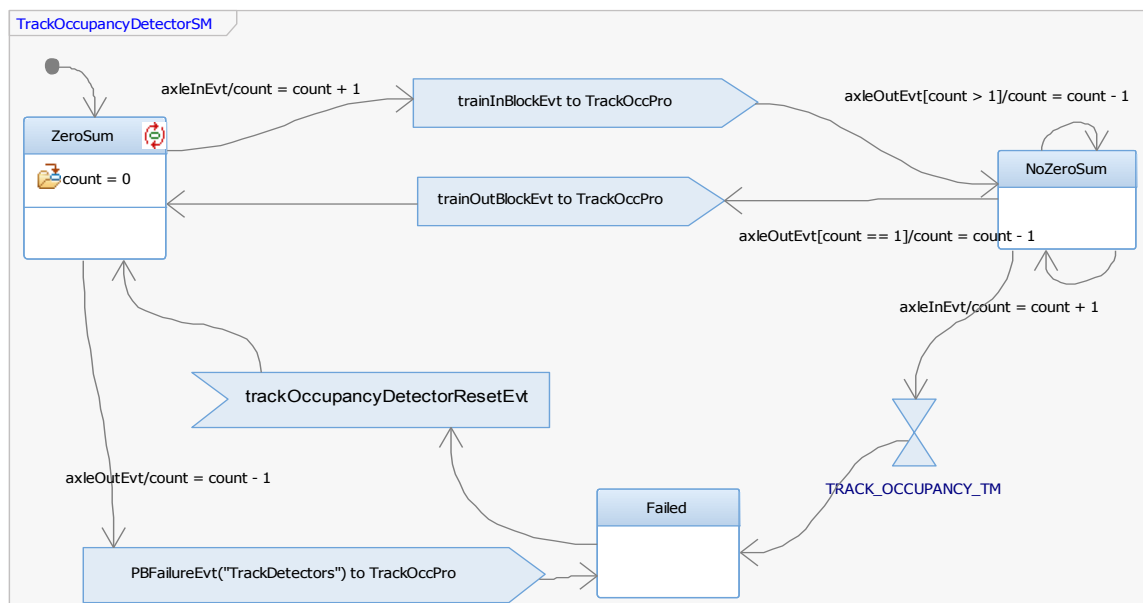 TrackOccupancyDetectorSM
axleInEvt/count = count + 1
trainInBlockEvt to TrackOccPro
axleOutEvt[count > 1]/count = count - 1
ZeroSum
count = 0
NoZeroSum
trainOutBlockEvt to TrackOccPro
axleOutEvt[count == 1]/count = count - 1
axleInEvt/count = count + 1
trackOccupancyDetectorResetEvt
axleOutEvt/count = count - 1
TRACK_OCCUPANCY_TM
Failed
PBFailureEvt("TrackDetectors") to TrackOccPro